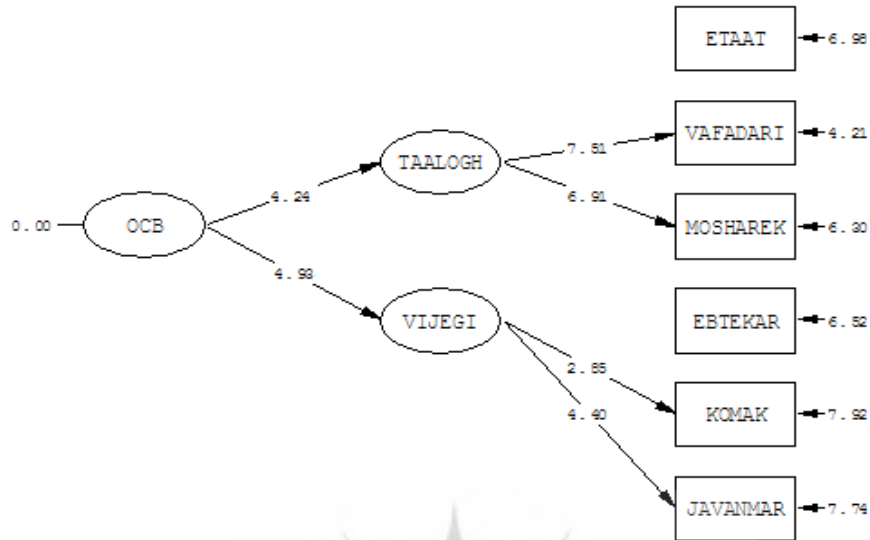 ETAAT
6.98
VAFADARI
4.21
7.51
TAALOGH
6.91
MOSHAREK
6.30
4.24
0.00
OCB
4.93
VIJEGI
EBTEKAR
6.52
2.85
KOMAK
7.92
4.40
JAVANMAR
7.74